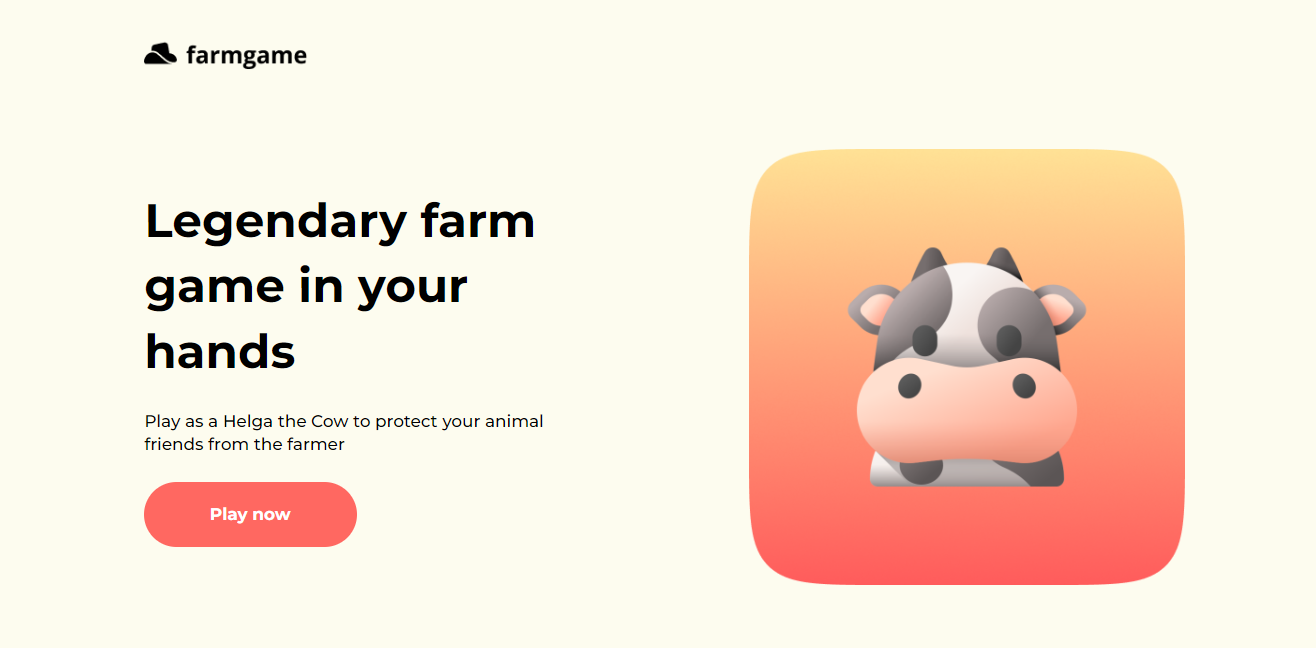 farmgame
Legendary farm
game in your
hands
Play as a Helga the Cow to protect your animal
friends from the farmer
Play now